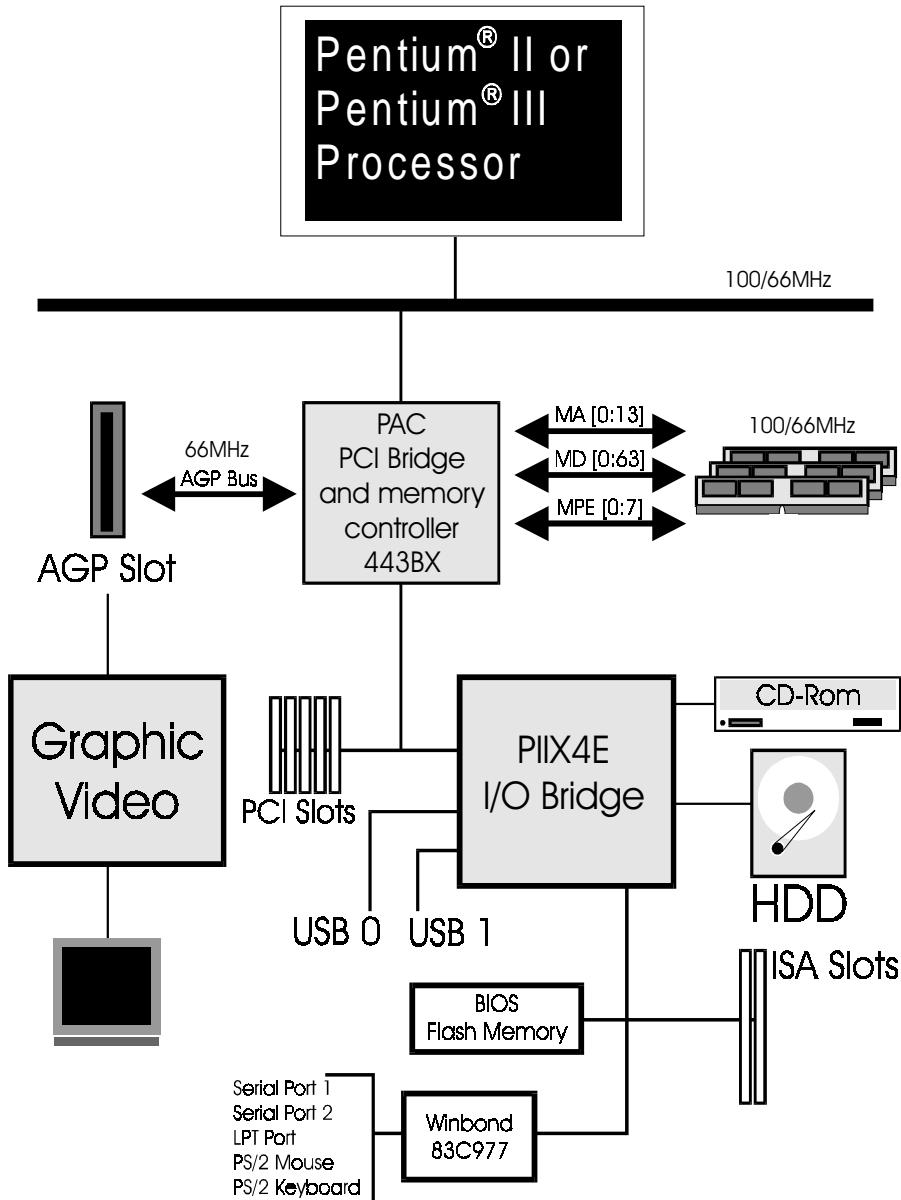 Pentium® II or
Pentium® III
Processor
100/66MHz
PAC
PCI Bridge
and memory
controller
443BX
66MHz
AGP Bus
MA [0:13]
MD [0:63]
MPE [0:7]
100/66MHz
AGP Slot
Graphic
Video
PCI Slots
PIIX4E
I/O Bridge
CD-Rom
HDD
USB 0
USB 1
ISA Slots
BIOS
Flash Memory
Serial Port 1
Serial Port 2
LPT Port
PS/2 Mouse
PS/2 Keyboard
Winbond
83C977